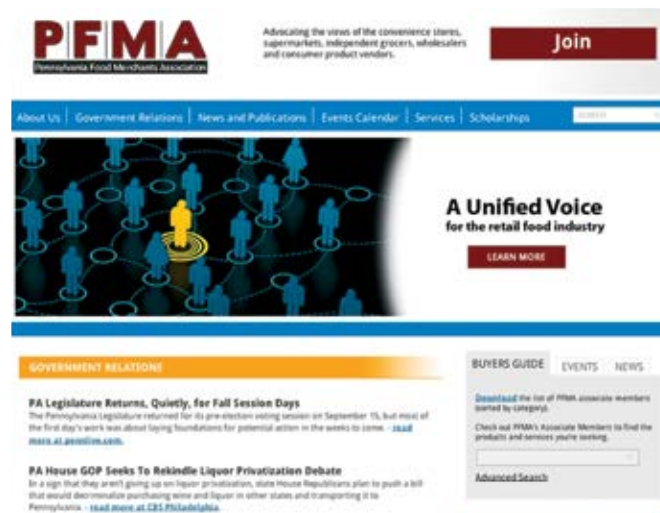 PFMA
Pennsylvania Food Merchants Association
Advocating the views of the convenience stores,
supermarkets, independent grocers, wholesalers
and consumer product vendors.
Join
About Us
Government Relations
News and Publications
Events Calendar
Services
Scholarships
SEARCH
A Unified Voice
for the retail food industry
LEARN MORE
GOVERNMENT RELATIONS
PA Legislature Returns, Quietly, for Fall Session Days
The Pennsylvania Legislature returned for its pre-election voting session on September 15, but most of
the first day's work was about laying foundations for potential action in the weeks to come. - read
more at pennlive.com.
PA House GOP Seeks To Rekindle Liquor Privatization Debate
In a sign that they aren't giving up on liquor privatization, state House Republicans plan to push a bill
that would decriminalize purchasing wine and liquor in other states and transporting it to
Pennsylvania. - read more at CBS Philadelphia.
BUYERS GUIDE
EVENTS
NEWS
Download the list of PFMA associate members
(sorted by category).
Check out PFMA's Associate Members to find the
products and services you're seeking.
Advanced Search